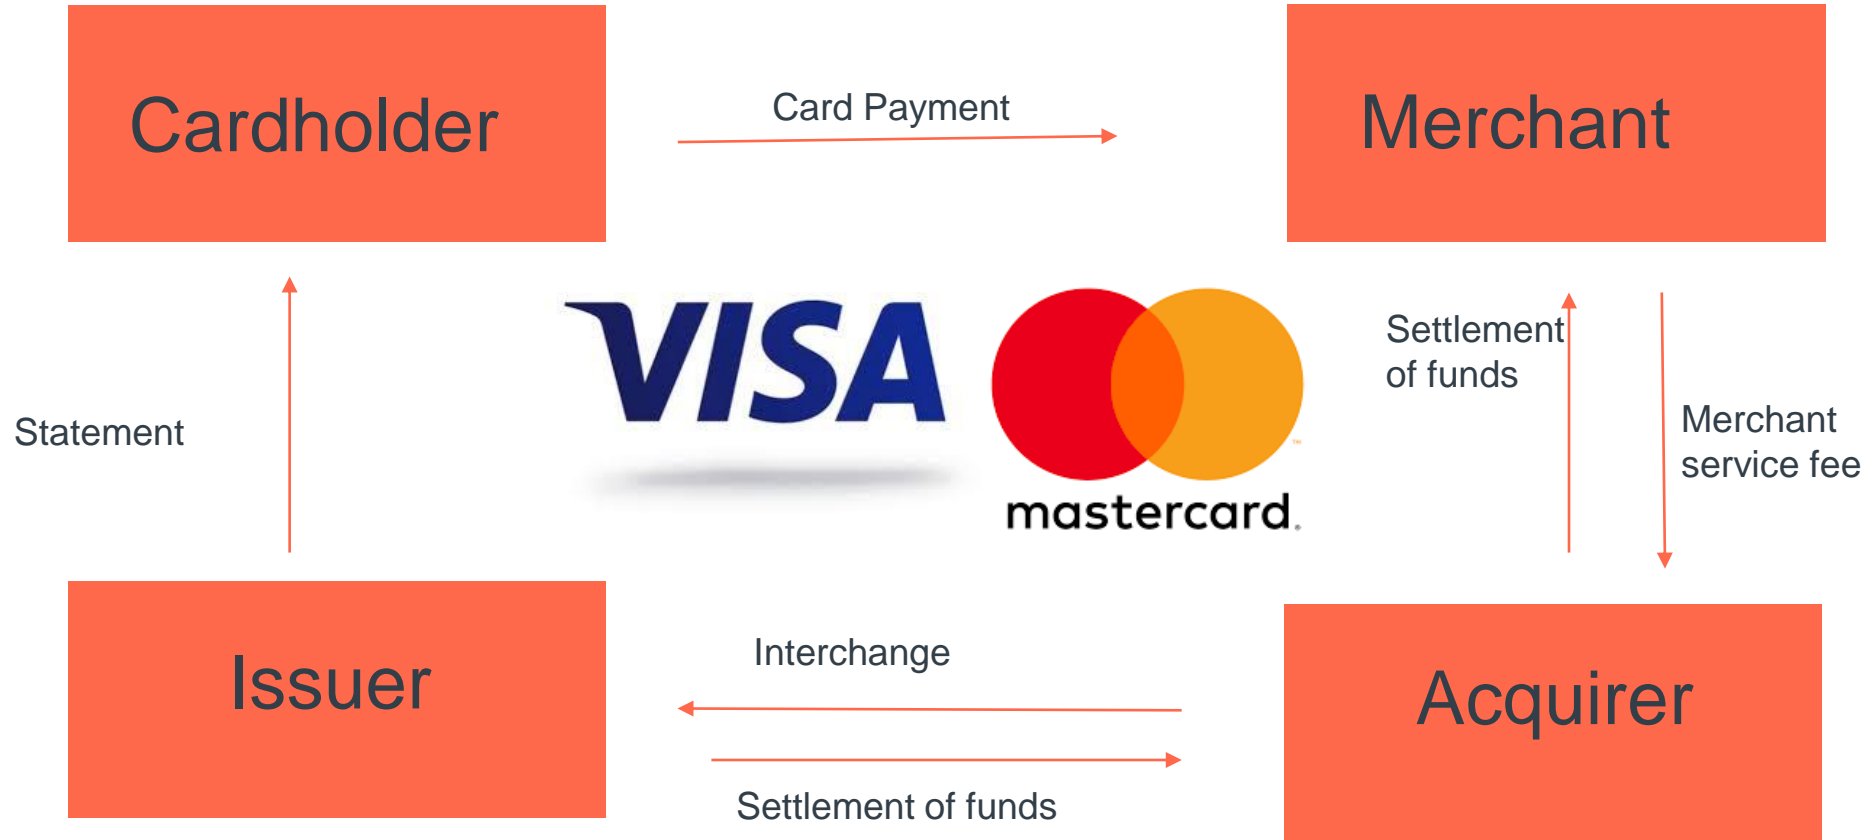 Cardholder
Card Payment
Merchant
VISA
mastercard.
Settlement
of funds
Merchant
service fee
Statement
Issuer
Interchange
Settlement of funds
Acquirer